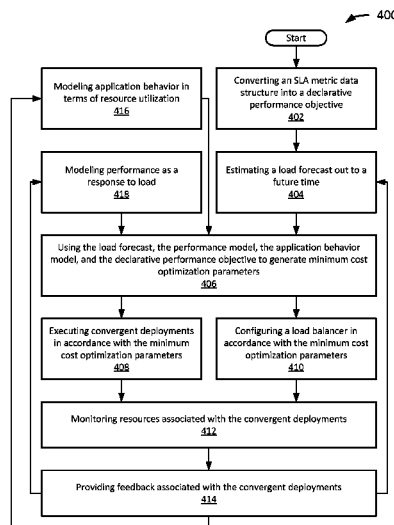 400
Start
Modeling application behavior in
terms of resource utilization
416
Converting an SLA metric data
structure into a declarative
performance objective
402
Modeling performance as a
response to load
418
Estimating a load forecast out to a
future time
404
Using the load forecast, the performance model, the application behavior
model, and the declarative performance objective to generate minimum cost
optimization parameters
406
Executing convergent deployments
in accordance with the minimum
cost optimization parameters
408
Configuring a load balancer in
accordance with the minimum
cost optimization parameters
410
Monitoring resources associated with the convergent deployments
412
Providing feedback associated with the convergent deployments
414